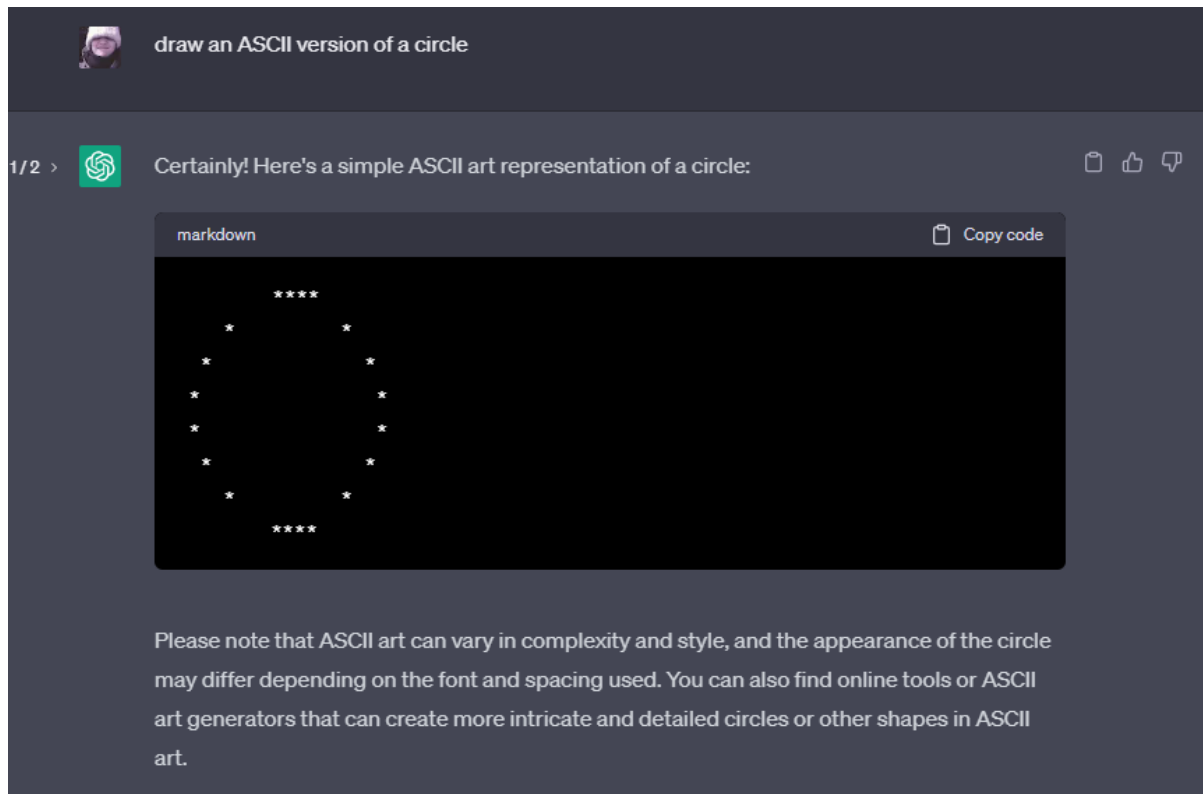 draw an ASCII version of a circle
1/2 >
Certainly! Here's a simple ASCII art representation of a circle:
markdown
Copy code
       ****
   *         *
 *             *
*               *
*               *
 *             *
   *         *
       ****
Please note that ASCII art can vary in complexity and style, and the appearance of the circle
may differ depending on the font and spacing used. You can also find online tools or ASCII
art generators that can create more intricate and detailed circles or other shapes in ASCII
art.